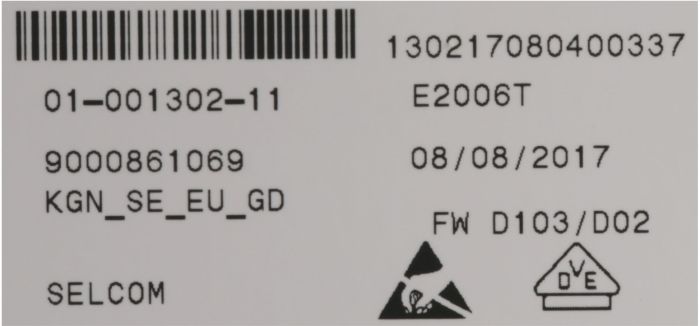 130217080400337
01-001302-11
E2006T
9000861069
08/08/2017
KGN_SE_EU_GD
FW D103/D02
SELCOM
DVE